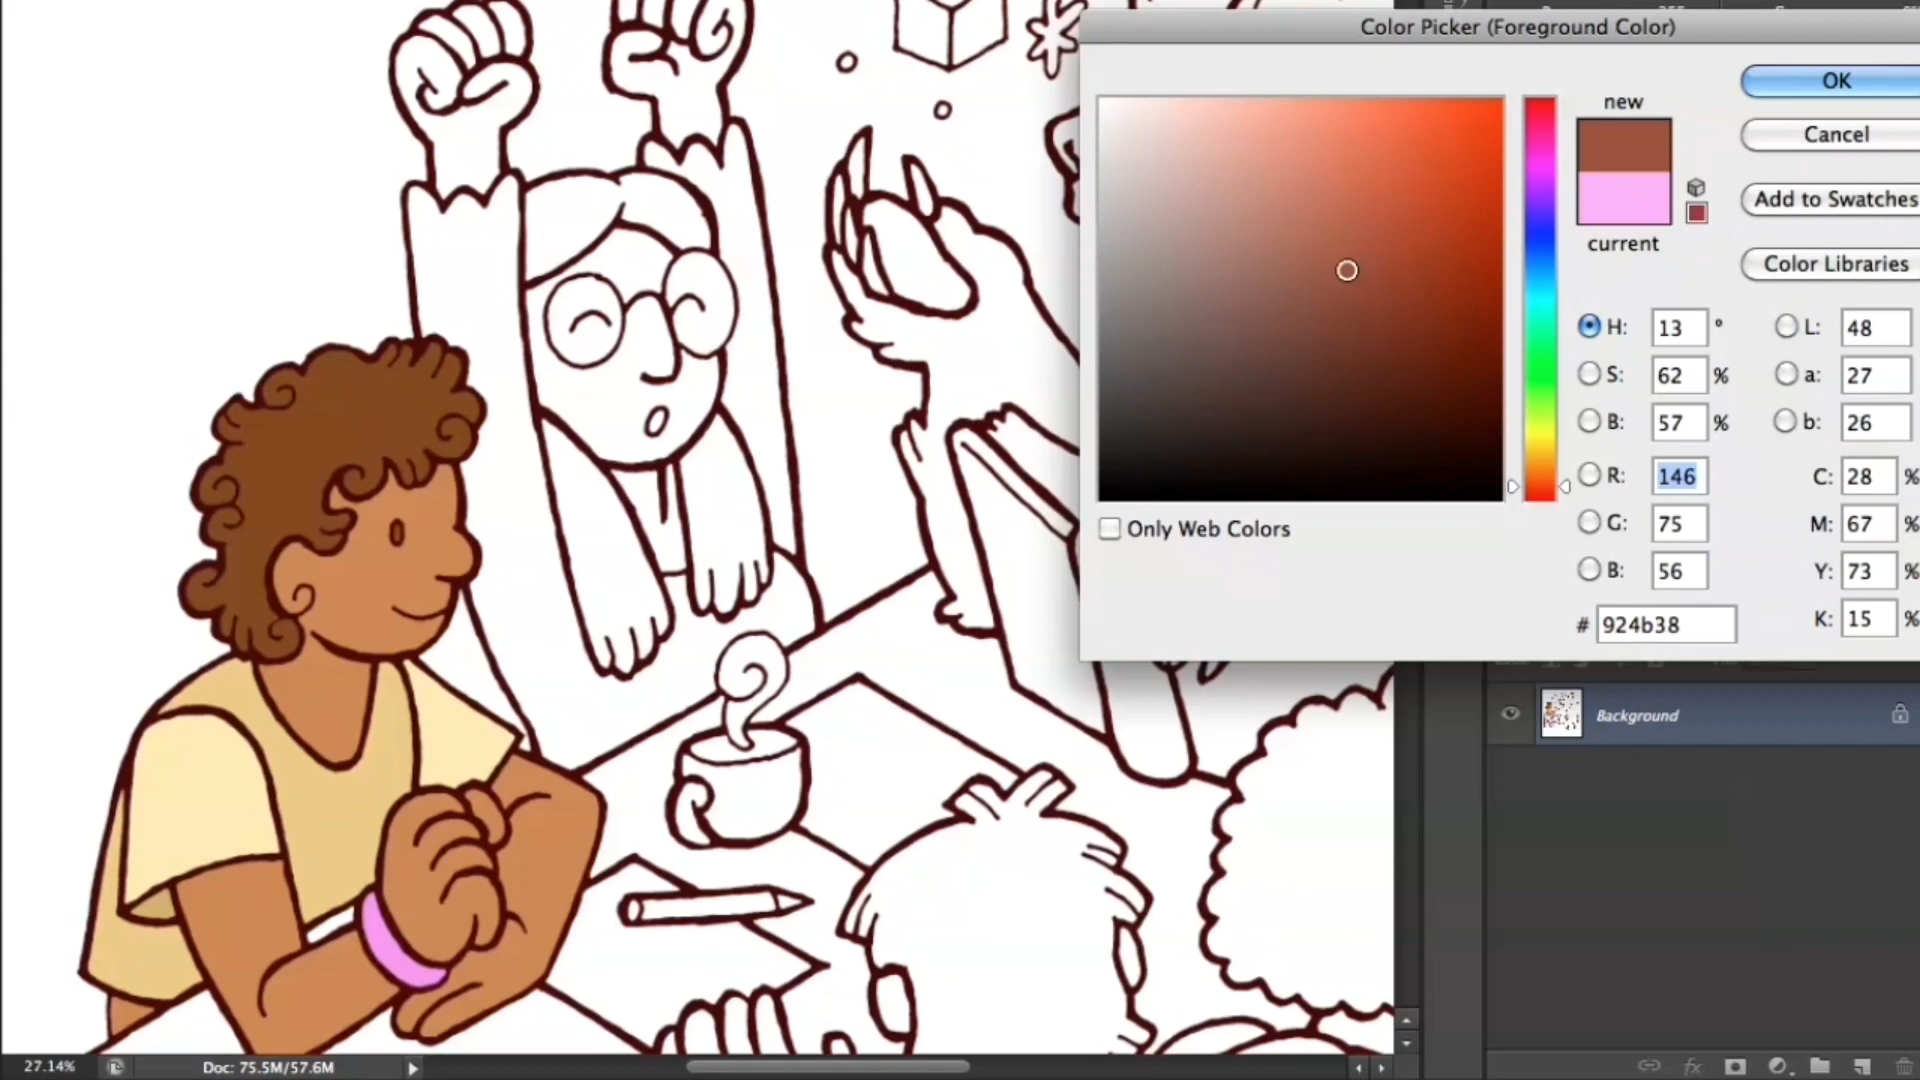 Color Picker (Foreground Color)
new
current
OK
Cancel
Add to Swatches
Color Libraries
Only Web Colors
H: 13 °
S: 62 %
B: 57 %
R: 146
G: 75
B: 56
# 924b38
L: 48
a: 27
b: 26
C: 28 %
M: 67 %
Y: 73 %
K: 15 %
Background
fx
27.14%
Doc: 75.5M/57.6M